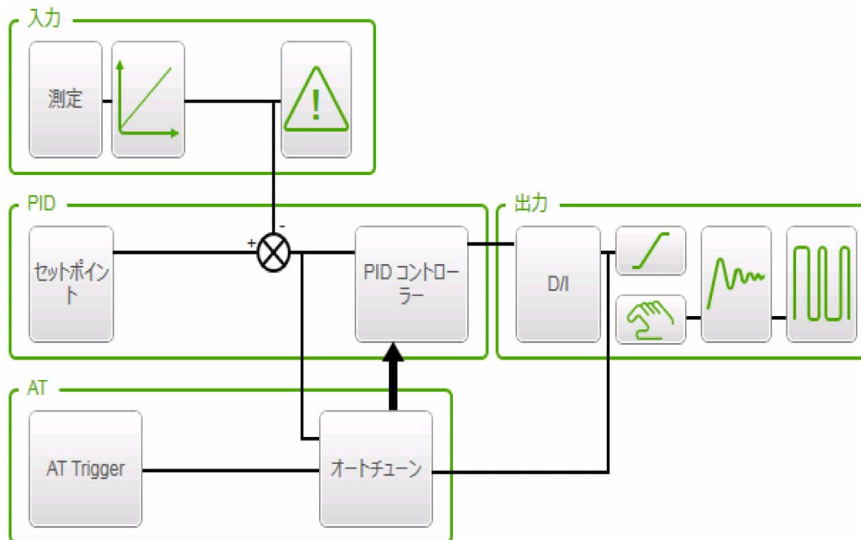 入力
測定
!
PID
セットポイン
ト
+
-
PID コントロー
ラー
出力
D/I
AT
AT Trigger
オートチューン